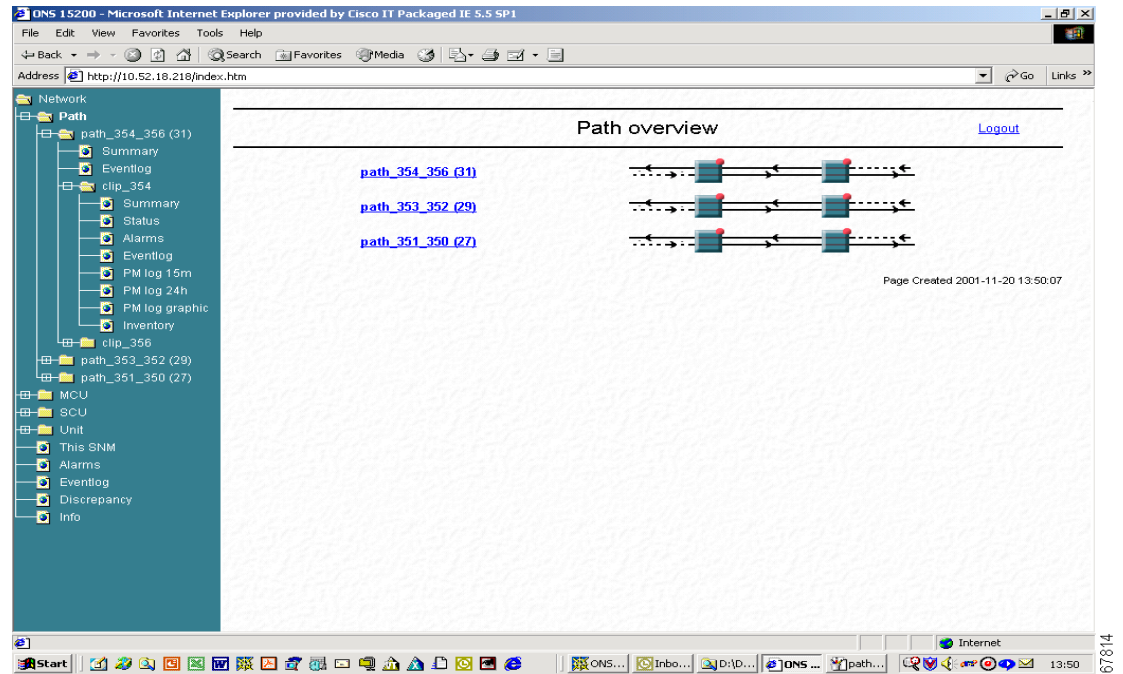 ONS 15200 - Microsoft Internet Explorer provided by Cisco IT Packaged IE 5.5 SP1
File Edit View Favorites Tools Help
Back Search Favorites Media
Address http://10.52.18.218/index.htm Go Links »
Network
Path
path_354_356 (31)
Summary
Eventlog
clip_354
Summary
Status
Alarms
Eventlog
PM log 15m
PM log 24h
PM log graphic
Inventory
clip_356
path_353_352 (29)
path_351_350 (27)
MCU
SCU
Unit
This SNM
Alarms
Eventlog
Discrepancy
Info
Path overview Logout
path_354_356 (31)
path_353_352 (29)
path_351_350 (27)
Page Created 2001-11-20 13:50:07
Internet
Start ONS... Inbo... D:\D... ONS ... path... 13:50
67814